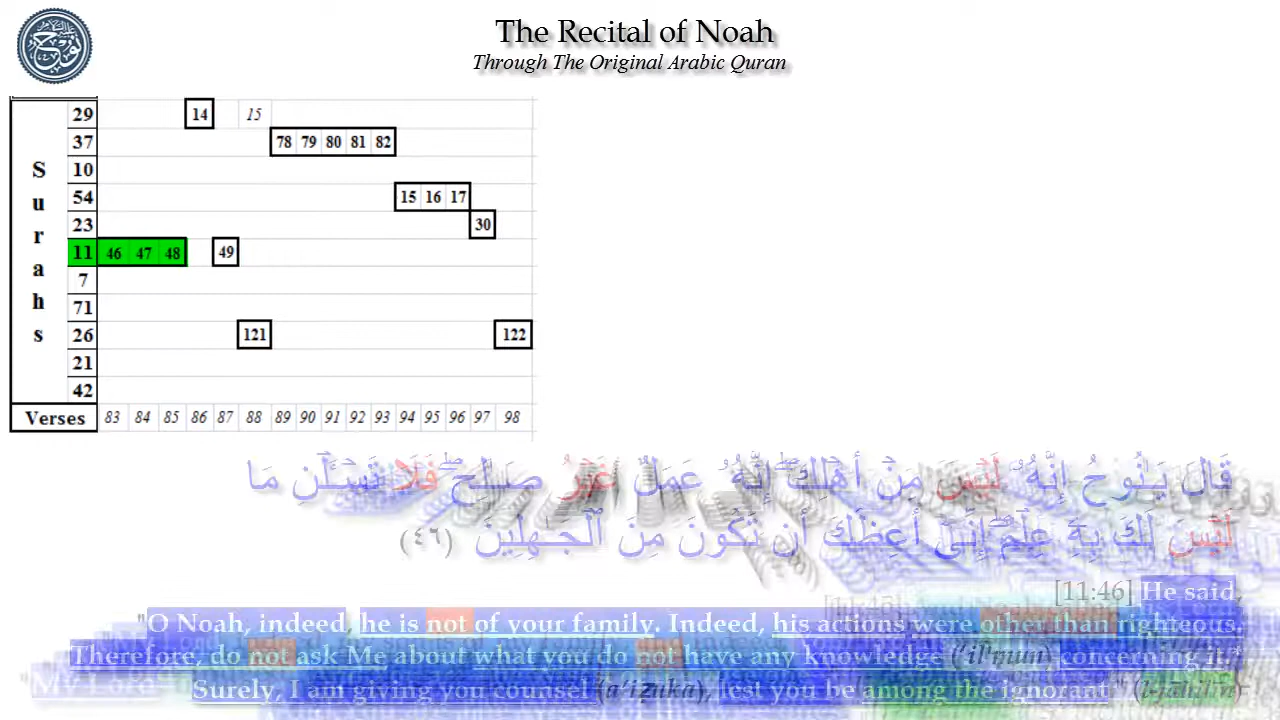 The Recital of Noah
Through The Original Arabic Quran
نوح
Surahs
29 14 15
37 78 79 80 81 82
10
54 15 16 17
23 30
11 46 47 48 49
7
71
26 121 122
21
42
Verses 83 84 85 86 87 88 89 90 91 92 93 94 95 96 97 98
قَالَ يَـٰنُوحُ إِنَّهُۥ لَيۡسَ مِنۡ أَهۡلِكَ‌ۖ إِنَّهُۥ عَمَلٌ غَيۡرُ صَـٰلِحٍ‌ۖ فَلَا تَسۡـَٔلۡنِ مَا
لَيۡسَ لَكَ بِهِۦ عِلۡمٌ‌ۖ إِنِّىٓ أَعِظُكَ أَن تَكُونَ مِنَ ٱلۡجَـٰهِلِينَ (٤٦)
[11:46] He said,
"O Noah, indeed, he is not of your family. Indeed, his actions were other than righteous.
Therefore, do not ask Me about what you do not have any knowledge ('il'mun) concerning it.*
Surely, I am giving you counsel (a'iẓuka), lest you be among the ignorant." (l-jāhilīn)